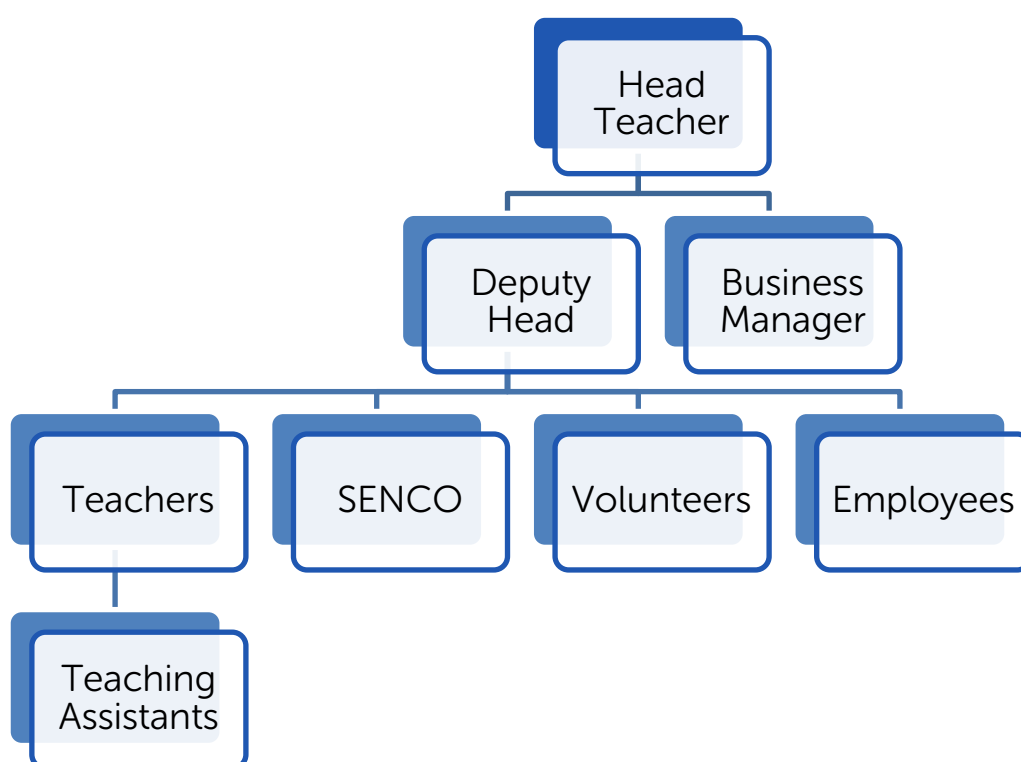 Head
Teacher
Deputy
Head
Business
Manager
Teachers
SENCO
Volunteers
Employees
Teaching
Assistants